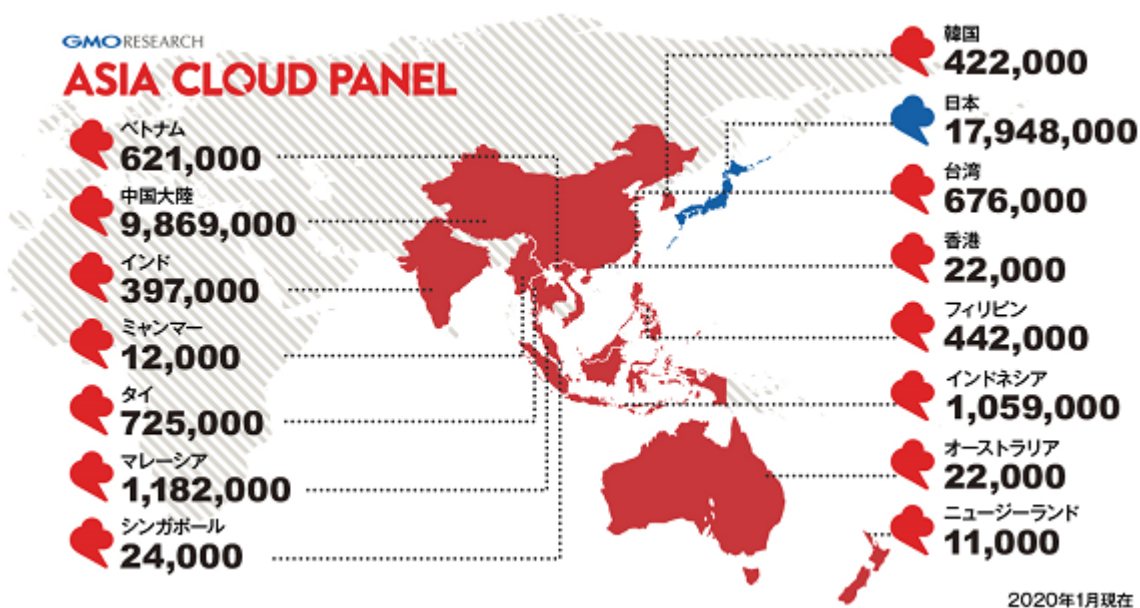 GMO RESEARCH
ASIA CLOUD PANEL
ベトナム
621,000
中国大陸
9,869,000
インド
397,000
ミャンマー
12,000
タイ
725,000
マレーシア
1,182,000
シンガポール
24,000
韓国
422,000
日本
17,948,000
台湾
676,000
香港
22,000
フィリピン
442,000
インドネシア
1,059,000
オーストラリア
22,000
ニュージーランド
11,000
2020年1月現在